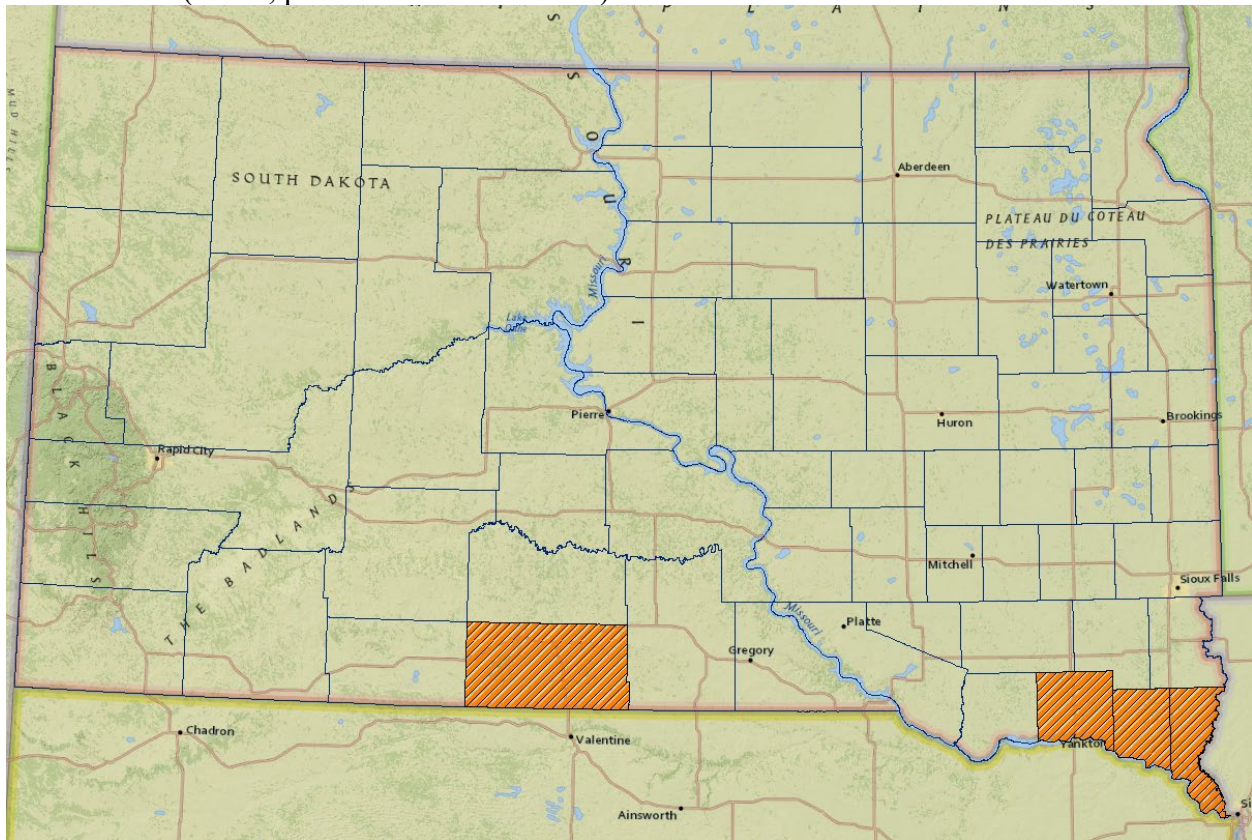 P L A I N S
M U D
S
S
O
U
R
I
SOUTH DAKOTA
Aberdeen
PLATEAU DU COTEAU
DES PRAIRIES
Missouri
Lake
Oahe
Watertown
BLACK HILLS
Pierre
Huron
Brookings
Rapid City
THE BADLANDS
Mitchell
Sioux Falls
Missouri
Platte
Gregory
Chadron
Valentine
Yankton
Ainsworth
Si